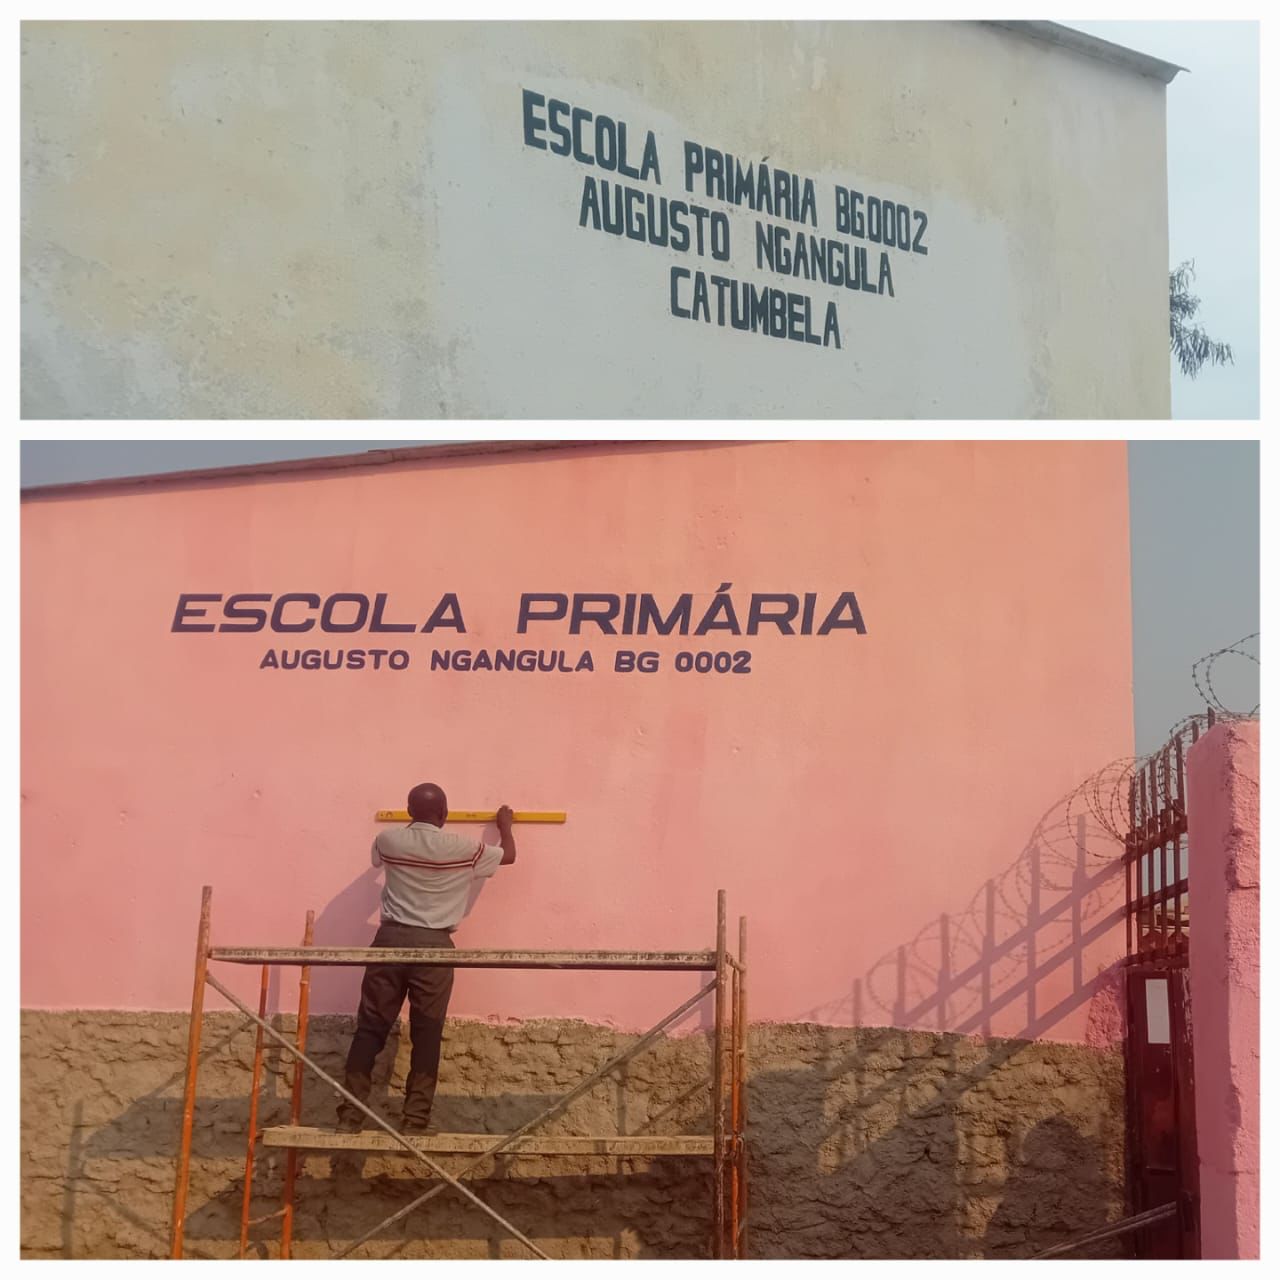 ESCOLA PRIMÁRIA BG0002
AUGUSTO NGANGULA
CATUMBELA
ESCOLA PRIMÁRIA
AUGUSTO NGANGULA BG 0002